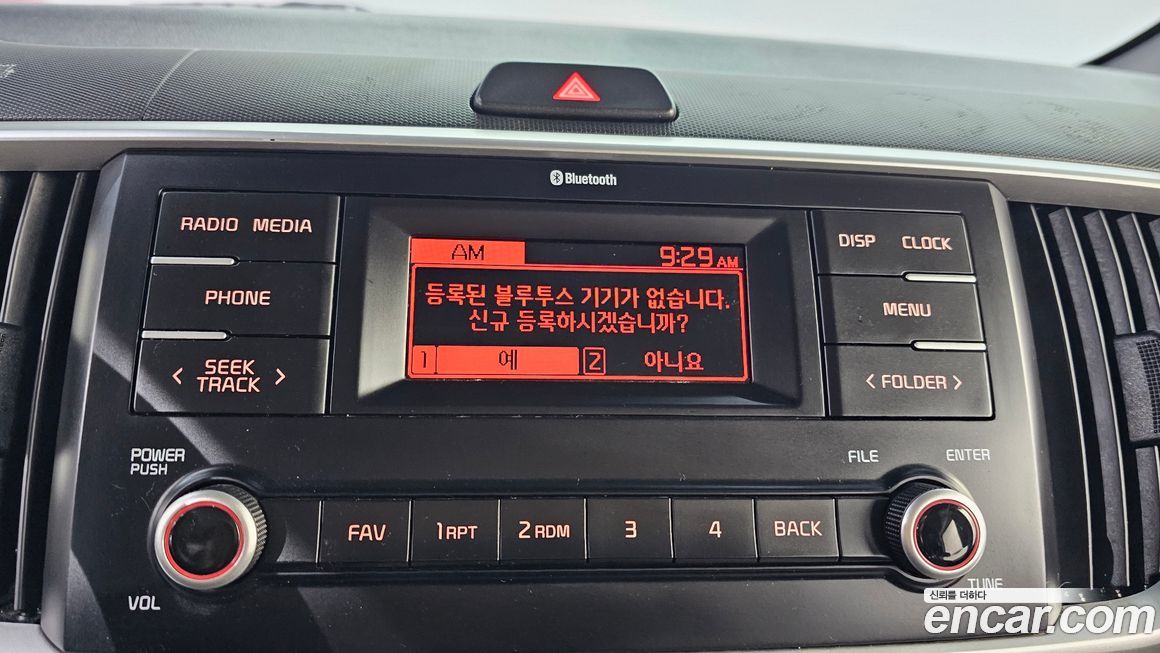 Bluetooth
RADIO MEDIA
DISP CLOCK
AM 9:29 AM
등록된 블루투스 기기가 없습니다.
신규 등록하시겠습니까?
1 예 2 아니요
PHONE
MENU
< SEEK TRACK >
< FOLDER >
POWER
PUSH
FILE
ENTER
FAV
1 RPT
2 RDM
3
4
BACK
VOL
TUNE
신뢰를 더하다
encar.com